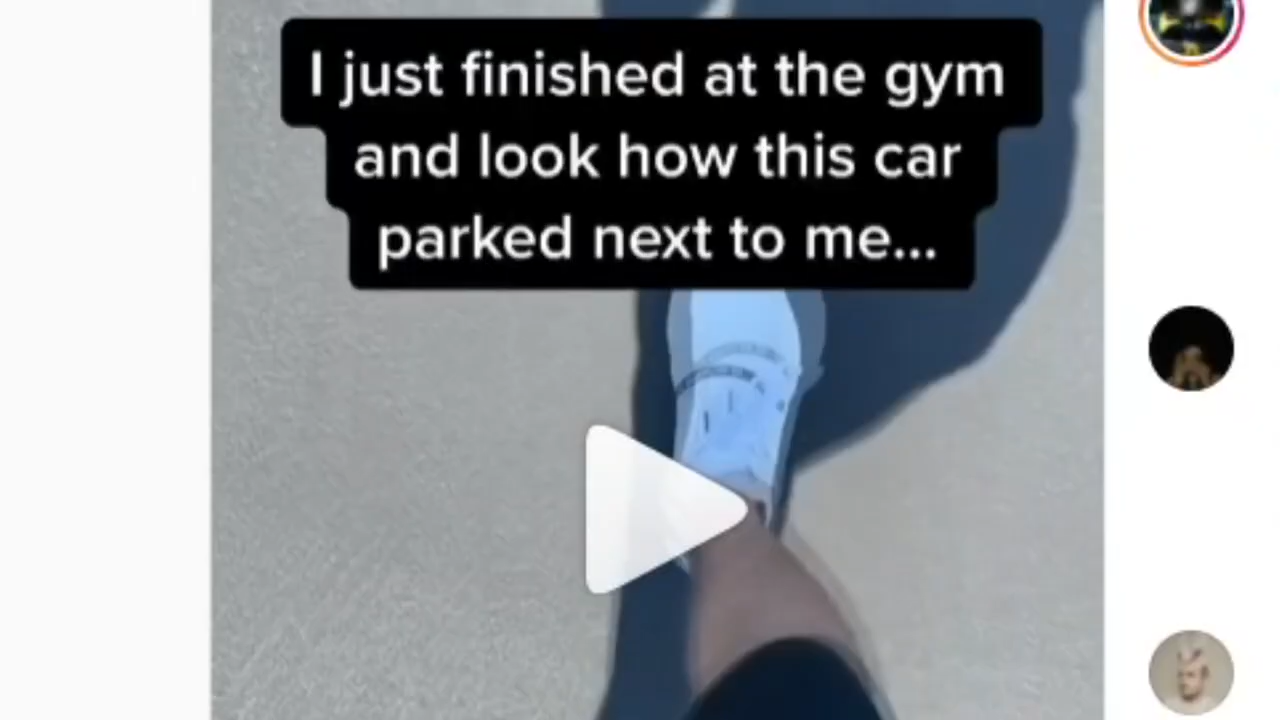 I just finished at the gym
and look how this car
parked next to me...